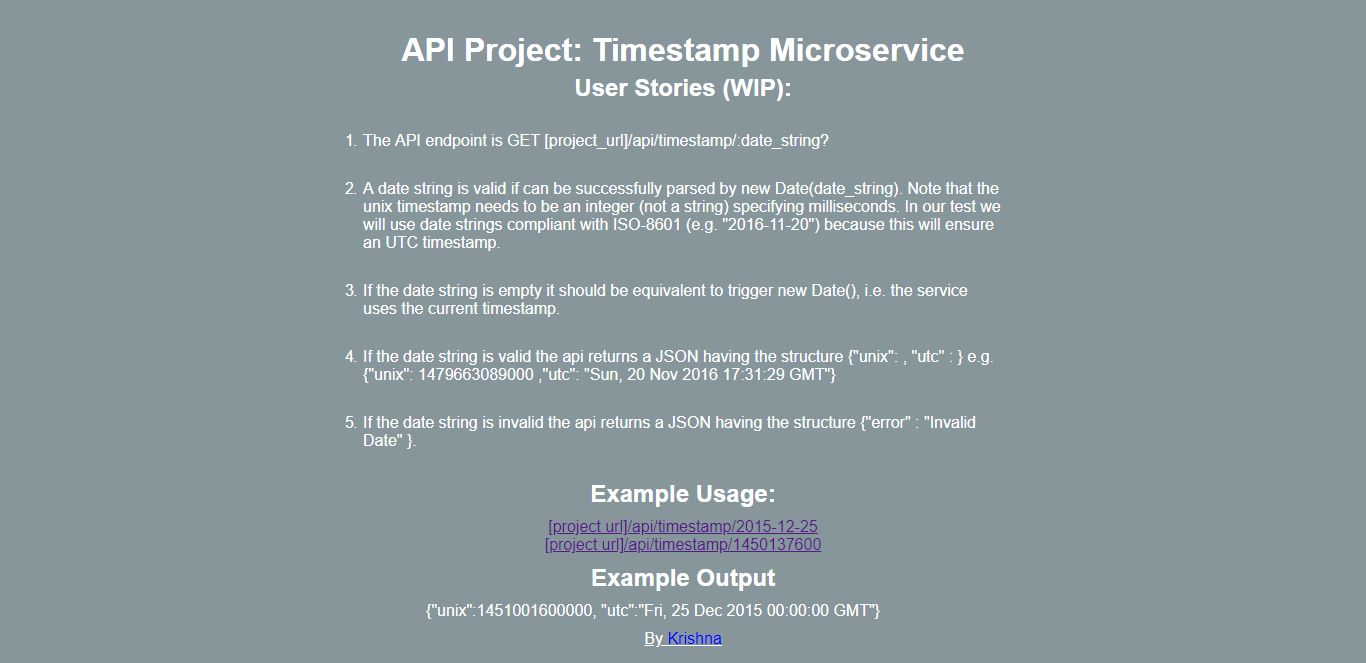 API Project: Timestamp Microservice
User Stories (WIP):
1. The API endpoint is GET [project_url]/api/timestamp/:date_string?
2. A date string is valid if can be successfully parsed by new Date(date_string). Note that the
unix timestamp needs to be an integer (not a string) specifying milliseconds. In our test we
will use date strings compliant with ISO-8601 (e.g. "2016-11-20") because this will ensure
an UTC timestamp.
3. If the date string is empty it should be equivalent to trigger new Date(), i.e. the service
uses the current timestamp.
4. If the date string is valid the api returns a JSON having the structure {"unix": , "utc" : } e.g.
{"unix": 1479663089000 ,"utc": "Sun, 20 Nov 2016 17:31:29 GMT"}
5. If the date string is invalid the api returns a JSON having the structure {"error" : "Invalid
Date" }.
Example Usage:
[project url]/api/timestamp/2015-12-25
[project url]/api/timestamp/1450137600
Example Output
{"unix":1451001600000, "utc":"Fri, 25 Dec 2015 00:00:00 GMT"}
By Krishna